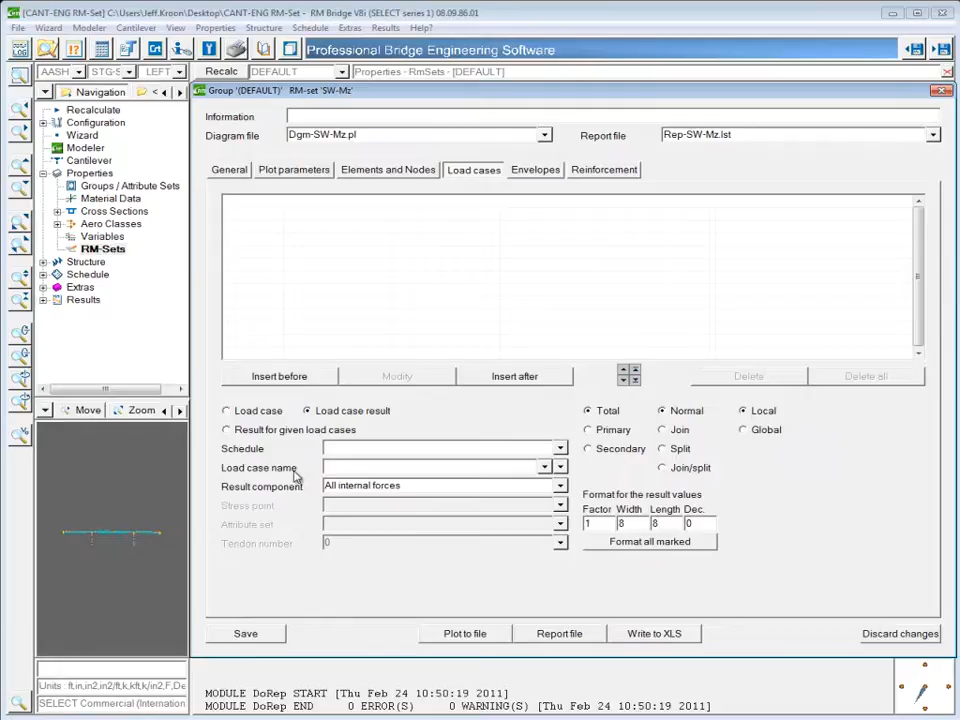 [CANT-ENG RM-Set] C:\Users\Jeff.Kroon\Desktop\CANT-ENG RM-Set - RM Bridge V8i (SELECT series 1) 08.09.86.01
File Wizard Modeler Cantilever View Properties Structure Schedule Extras Results Help?
LOG Crt Professional Bridge Engineering Software
AASH STG-S LEFT Recalc DEFAULT Properties - RmSets - [DEFAULT]
Navigation
Recalculate
Configuration
Wizard
Modeler
Cantilever
Properties
Groups / Attribute Sets
Material Data
Cross Sections
Aero Classes
Variables
RM-Sets
Structure
Schedule
Extras
Results
Move Zoom
Units : ft,in,in2,in2/ft,k,kft,k/in2,F,De
SELECT Commercial (Internation
Group '(DEFAULT)' RM-set 'SW-Mz'
Information
Diagram file Dgm-SW-Mz.pl Report file Rep-SW-Mz.lst
General Plot parameters Elements and Nodes Load cases Envelopes Reinforcement
Insert before Modify Insert after Delete Delete all
Load case Load case result Total Normal Local
Result for given load cases Primary Join Global
Schedule Secondary Split
Load case name Join/split
Result component All internal forces
Format for the result values
Stress point Factor Width Length Dec.
Attribute set 1 8 8 0
Tendon number 0 Format all marked
Save Plot to file Report file Write to XLS Discard changes
MODULE DoRep START [Thu Feb 24 10:50:19 2011]
MODULE DoRep END 0 ERROR(S) 0 WARNING(S) [Thu Feb 24 10:50:19 2011]